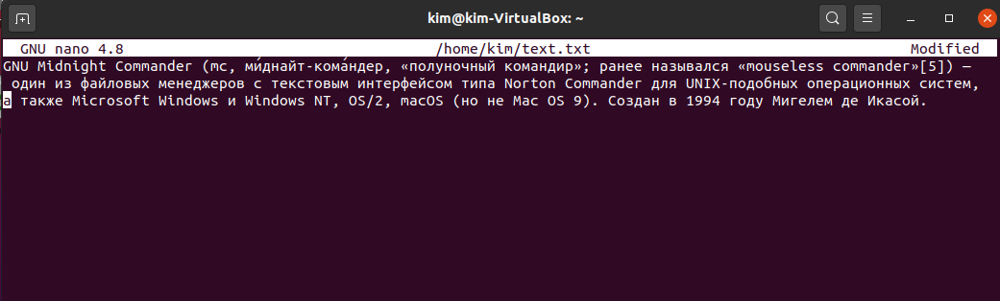 kim@kim-VirtualBox: ~
GNU nano 4.8 /home/kim/text.txt Modified
GNU Midnight Commander (mc, ми́днайт-кома́ндер, «полуночный командир»; ранее назывался «mouseless commander»[5]) —
один из файловых менеджеров с текстовым интерфейсом типа Norton Commander для UNIX-подобных операционных систем,
а также Microsoft Windows и Windows NT, OS/2, macOS (но не Mac OS 9). Создан в 1994 году Мигелем де Икасой.